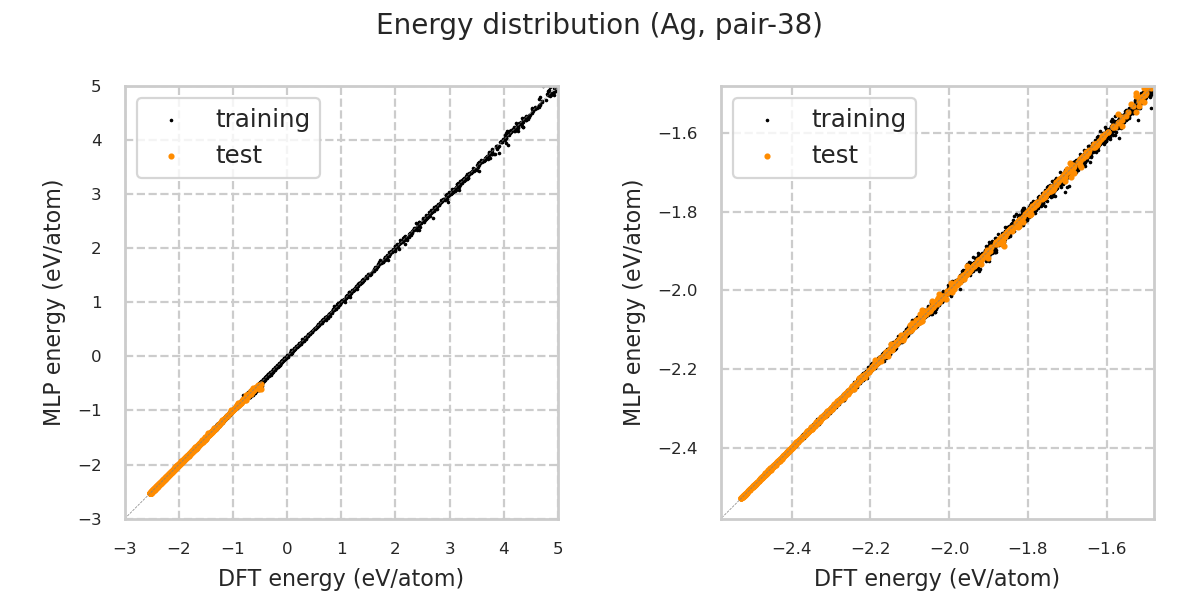 Energy distribution (Ag, pair-38)
5
4
3
2
1
0
−1
−2
−3
MLP energy (eV/atom)
training
test
−3 −2 −1 0 1 2 3 4 5
DFT energy (eV/atom)
−1.6
−1.8
−2.0
−2.2
−2.4
MLP energy (eV/atom)
training
test
−2.4 −2.2 −2.0 −1.8 −1.6
DFT energy (eV/atom)